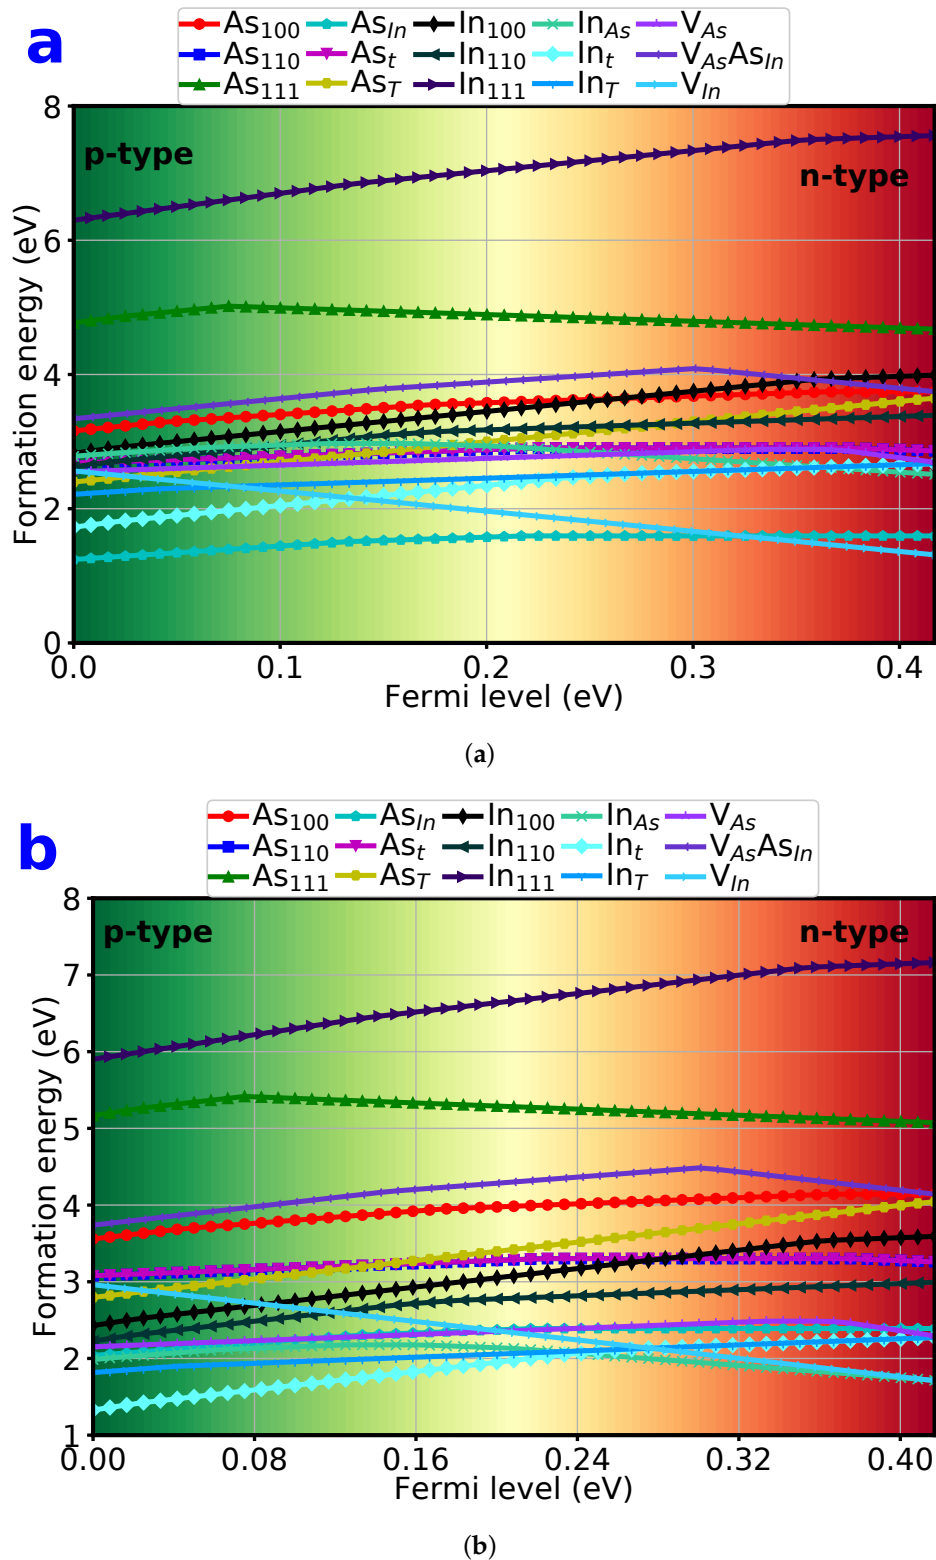 a
As100 AsIn In100 InAs VAs
As110 Ast In110 Int VAsAsIn
As111 AsT In111 InT VIn
8
p-type
n-type
6
4
2
0
Formation energy (eV)
0.0 0.1 0.2 0.3 0.4
Fermi level (eV)
(a)
b
As100 AsIn In100 InAs VAs
As110 Ast In110 Int VAsAsIn
As111 AsT In111 InT VIn
8
p-type n-type
7
6
5
4
3
2
1
Formation energy (eV)
0.00 0.08 0.16 0.24 0.32 0.40
Fermi level (eV)
(b)